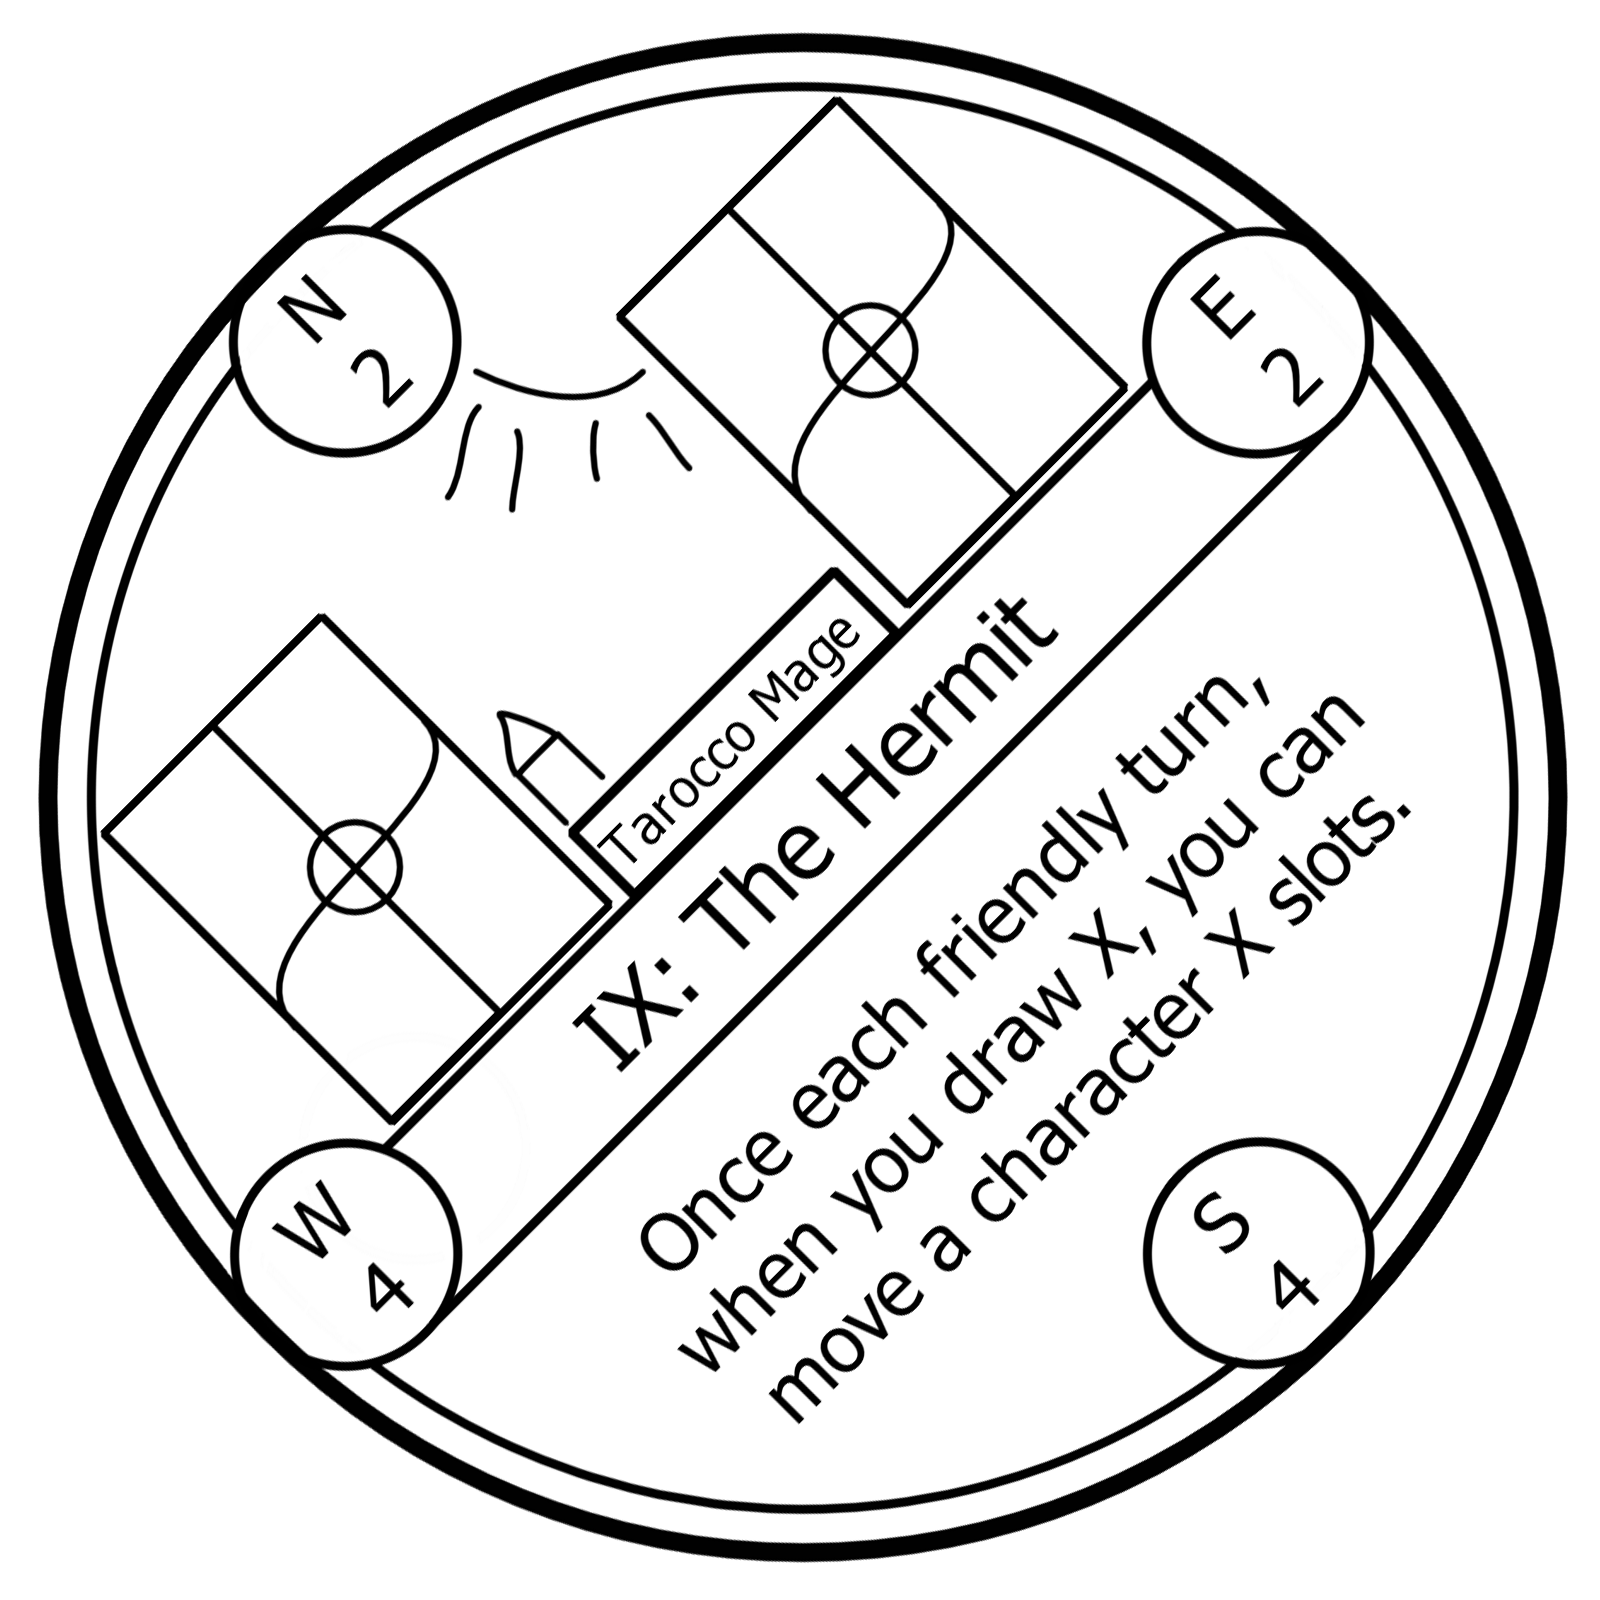 N
2
E
2
Tarocco Mage
IX: The Hermit
Once each friendly turn,
when you draw X, you can
move a character X slots.
W
4
S
4